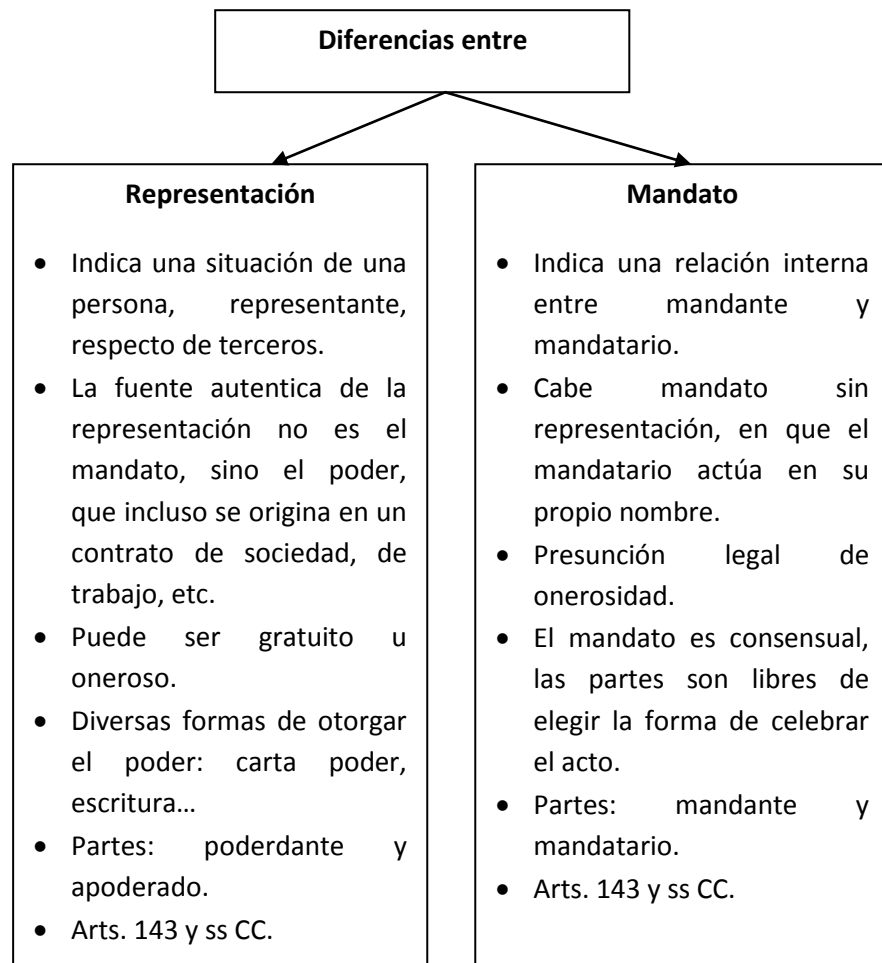 Diferencias entre
Representación
• Indica una situación de una
persona, representante,
respecto de terceros.
• La fuente autentica de la
representación no es el
mandato, sino el poder,
que incluso se origina en un
contrato de sociedad, de
trabajo, etc.
• Puede ser gratuito u
oneroso.
• Diversas formas de otorgar
el poder: carta poder,
escritura…
• Partes: poderdante y
apoderado.
• Arts. 143 y ss CC.
Mandato
• Indica una relación interna
entre mandante y
mandatario.
• Cabe mandato sin
representación, en que el
mandatario actúa en su
propio nombre.
• Presunción legal de
onerosidad.
• El mandato es consensual,
las partes son libres de
elegir la forma de celebrar
el acto.
• Partes: mandante y
mandatario.
• Arts. 143 y ss CC.